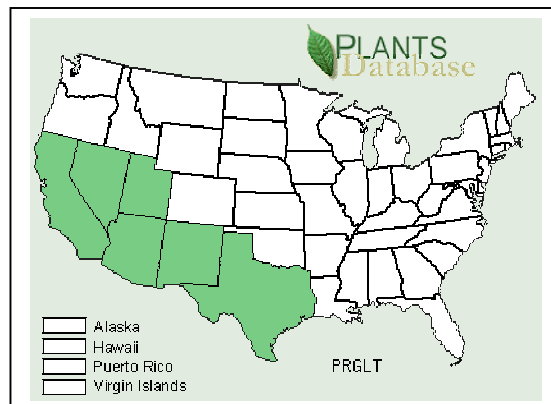 PLANTS
Database
Alaska
Hawaii
Puerto Rico
Virgin Islands
PRGLT